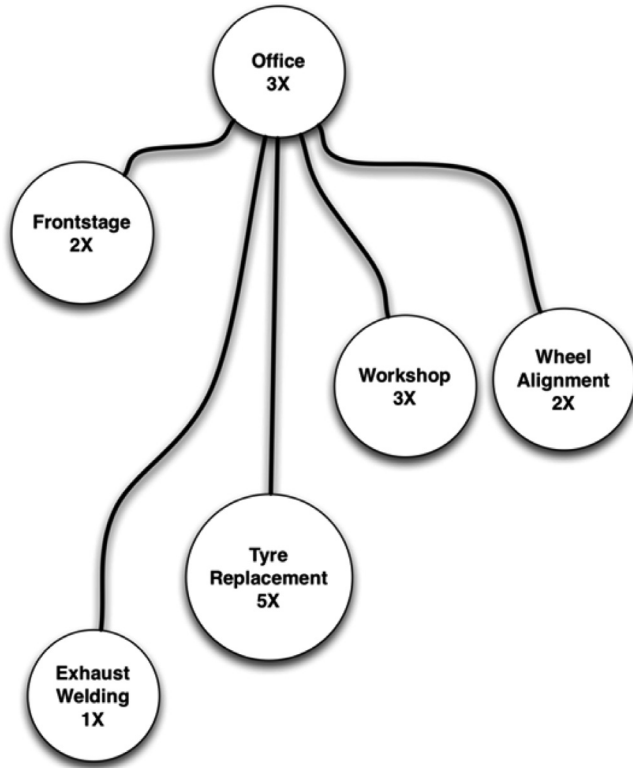 Office
3X
Frontstage
2X
Workshop
3X
Wheel
Alignment
2X
Tyre
Replacement
5X
Exhaust
Welding
1X